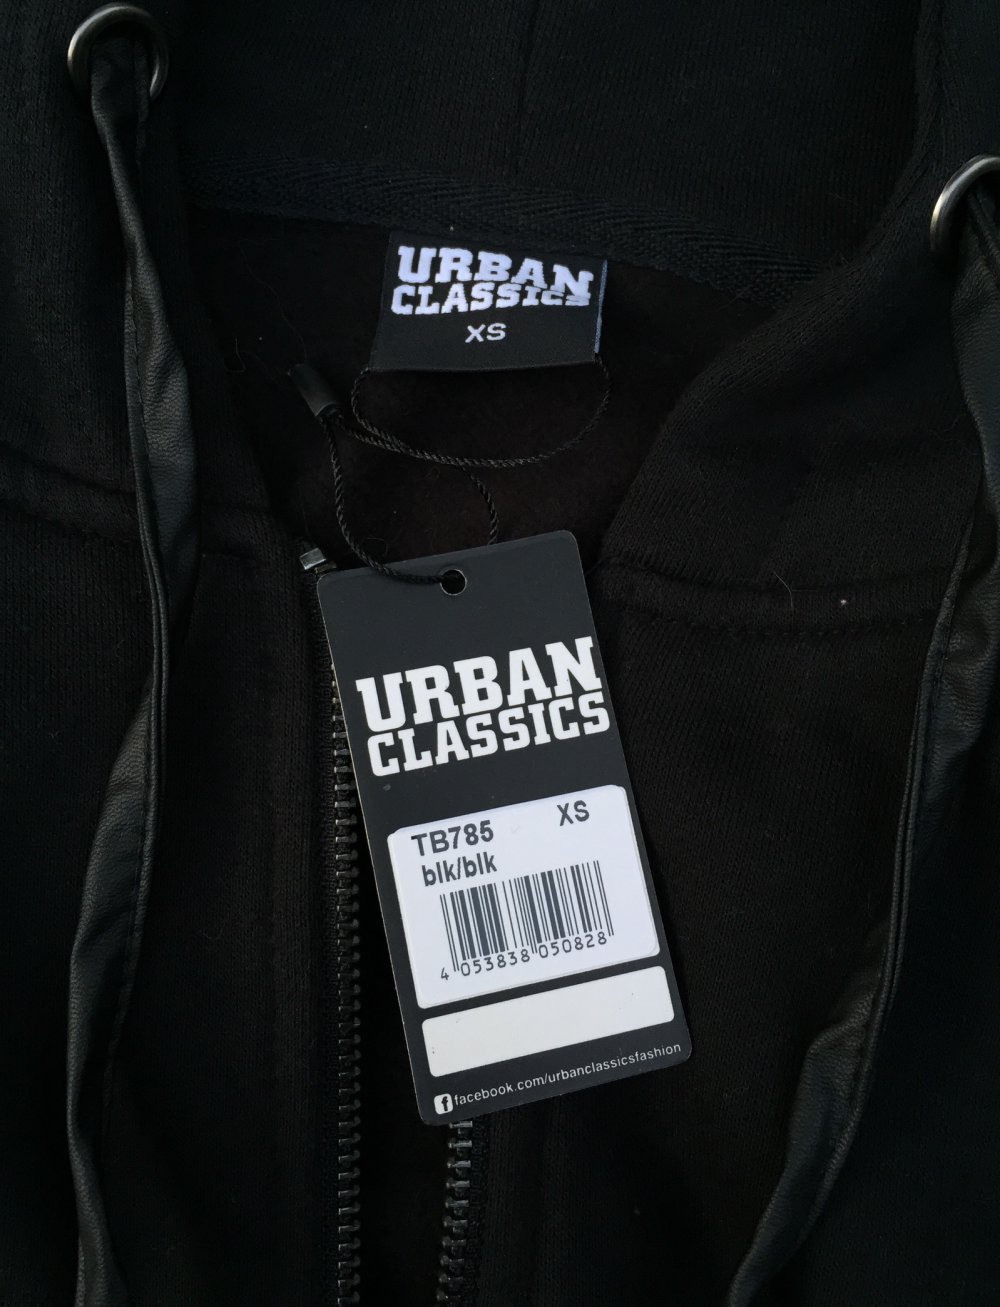 URBAN
CLASSICS
XS
URBAN
CLASSICS
TB785 XS
blk/blk
4 053838 050828
f facebook.com/urbanclassicsfashion